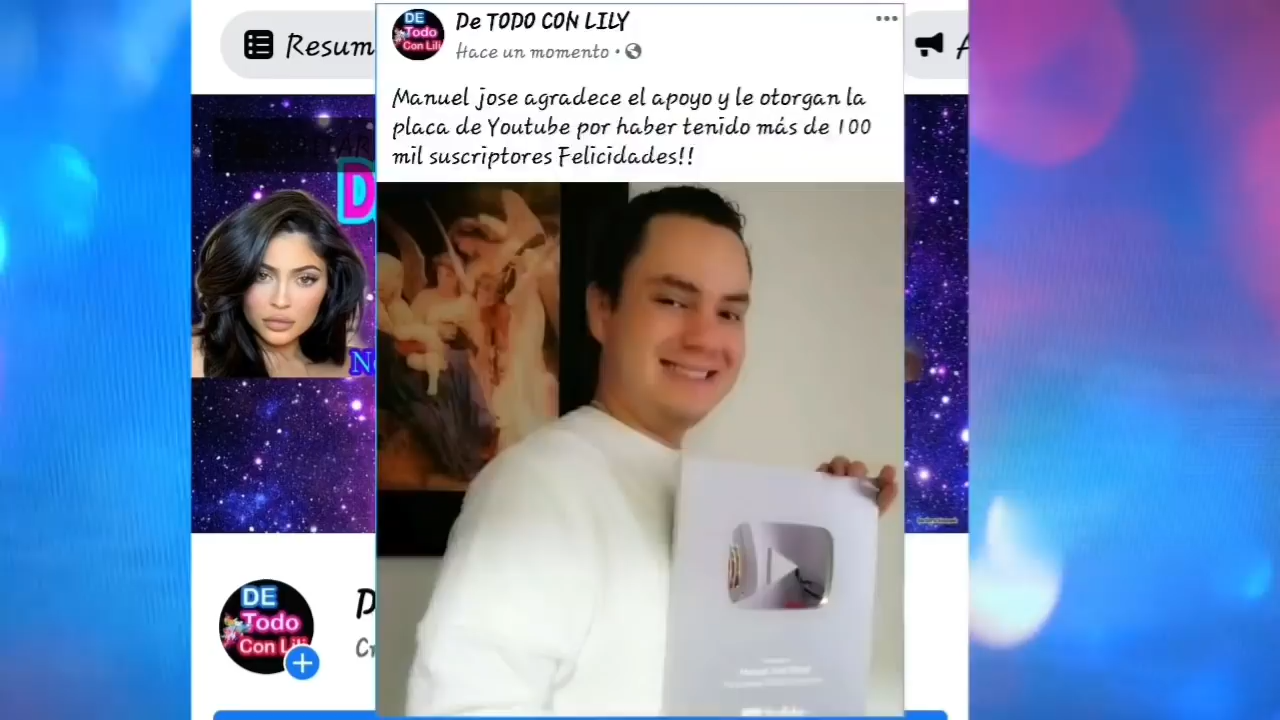 De TODO CON LILY
Hace un momento •
Manuel jose agradece el apoyo y le otorgan la
placa de Youtube por haber tenido más de 100
mil suscriptores Felicidades!!
DE
Todo
Con Lili
Resum
A
D
No
DE
Todo
Con Lili
D